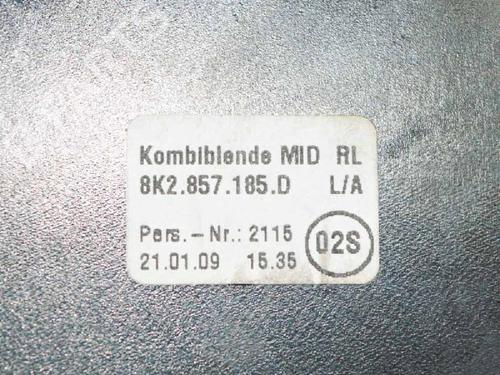 Kombiblende MID RL
8K2.857.185.D L/A
Pers.-Nr.: 2115
21.01.09 15.35
02S